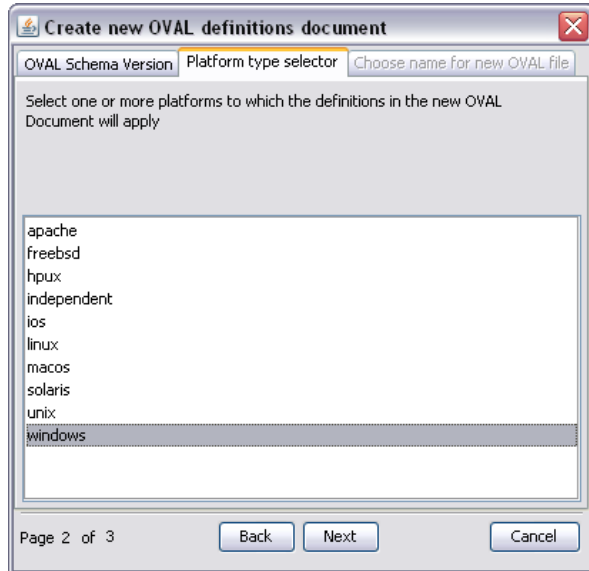 Create new OVAL definitions document
OVAL Schema Version Platform type selector Choose name for new OVAL file
Select one or more platforms to which the definitions in the new OVAL
Document will apply
apache
freebsd
hpux
independent
ios
linux
macos
solaris
unix
windows
Page 2 of 3 Back Next Cancel